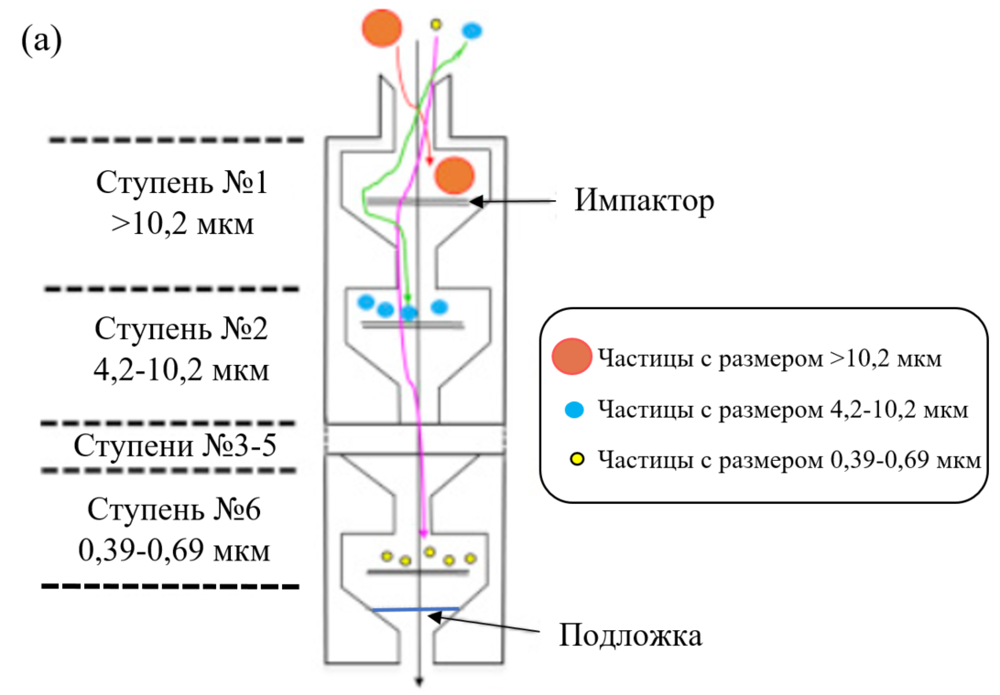 (а)
Ступень №1
>10,2 мкм
Импактор
Ступень №2
4,2-10,2 мкм
Частицы с размером >10,2 мкм
Частицы с размером 4,2-10,2 мкм
Частицы с размером 0,39-0,69 мкм
Ступени №3-5
Ступень №6
0,39-0,69 мкм
Подложка